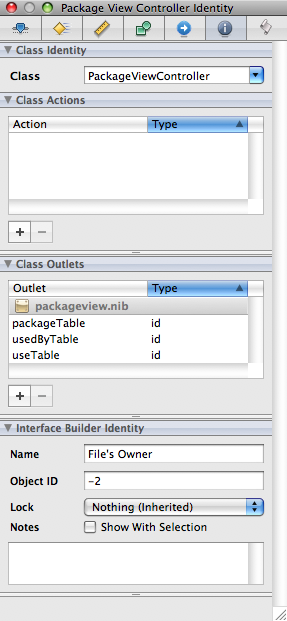 Package View Controller Identity
Class Identity
Class PackageViewController
Class Actions
Action Type
+ −
Class Outlets
Outlet Type
packageview.nib
packageTable id
usedByTable id
useTable id
+ −
Interface Builder Identity
Name File's Owner
Object ID -2
Lock Nothing (Inherited)
Notes Show With Selection